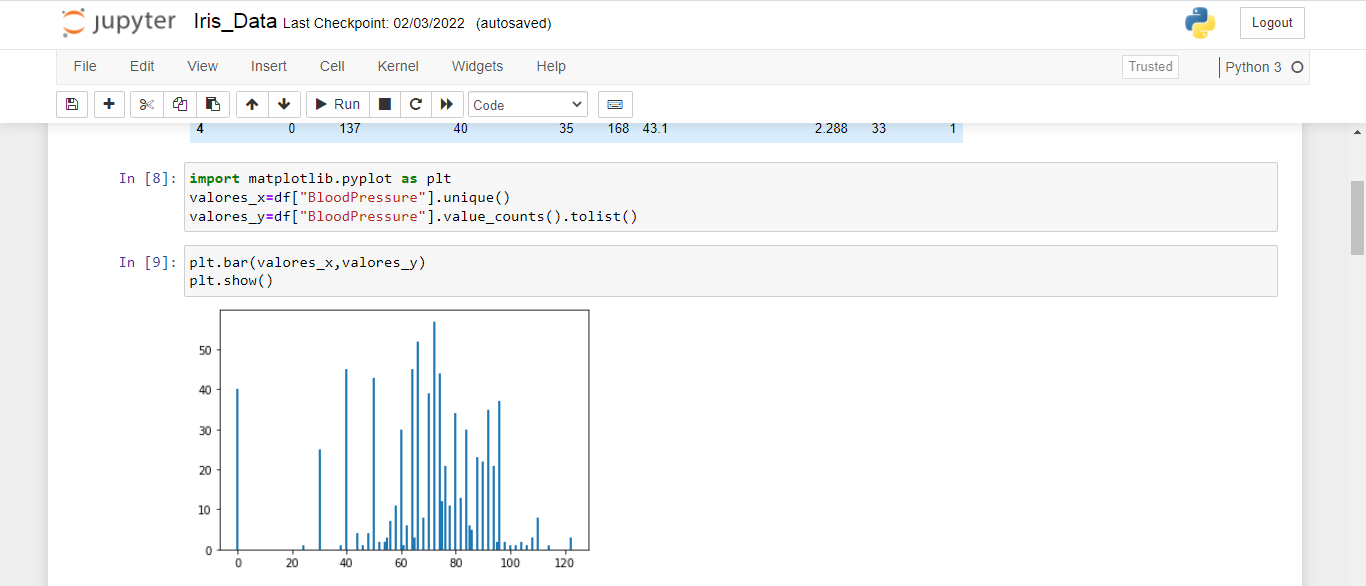 jupyter Iris_Data Last Checkpoint: 02/03/2022 (autosaved) Logout
File Edit View Insert Cell Kernel Widgets Help Trusted Python 3
Run Code
4 0 137 40 35 168 43.1 2.288 33 1
In [8]: import matplotlib.pyplot as plt
valores_x=df["BloodPressure"].unique()
valores_y=df["BloodPressure"].value_counts().tolist()
In [9]: plt.bar(valores_x,valores_y)
plt.show()
50
40
30
20
10
0
0 20 40 60 80 100 120